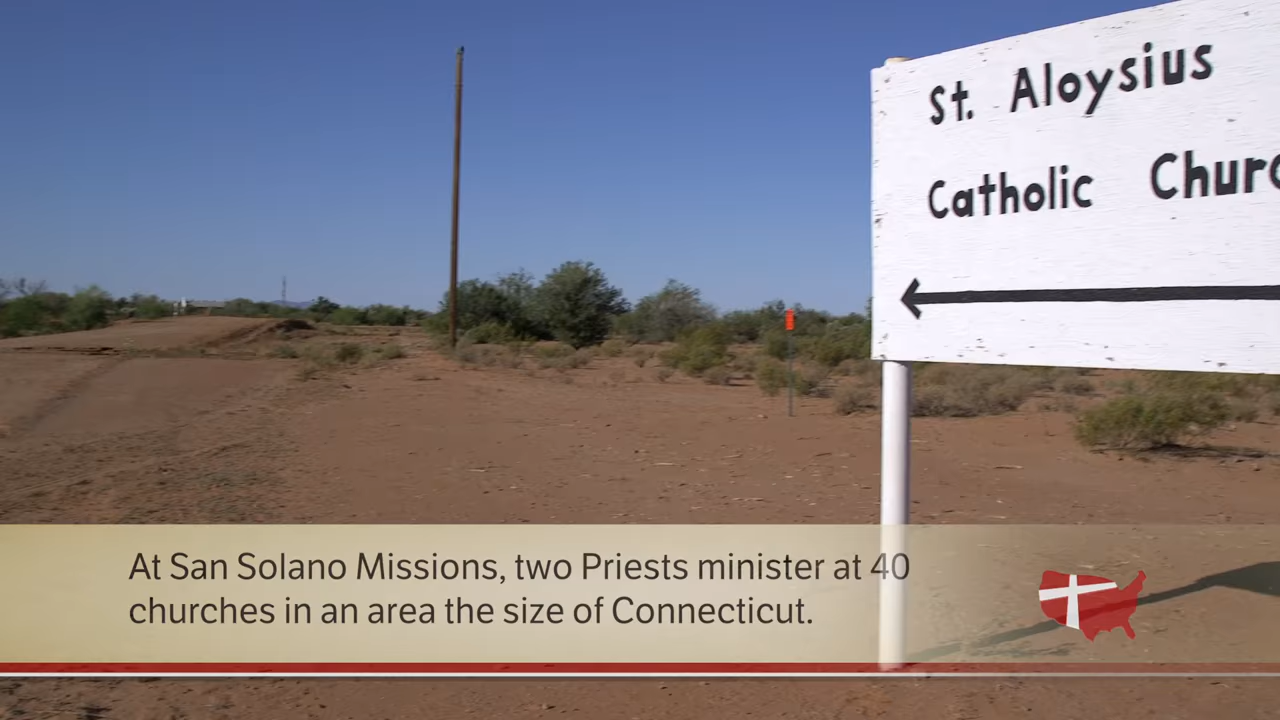 St. Aloysius
Catholic Churc
At San Solano Missions, two Priests minister at 40
churches in an area the size of Connecticut.